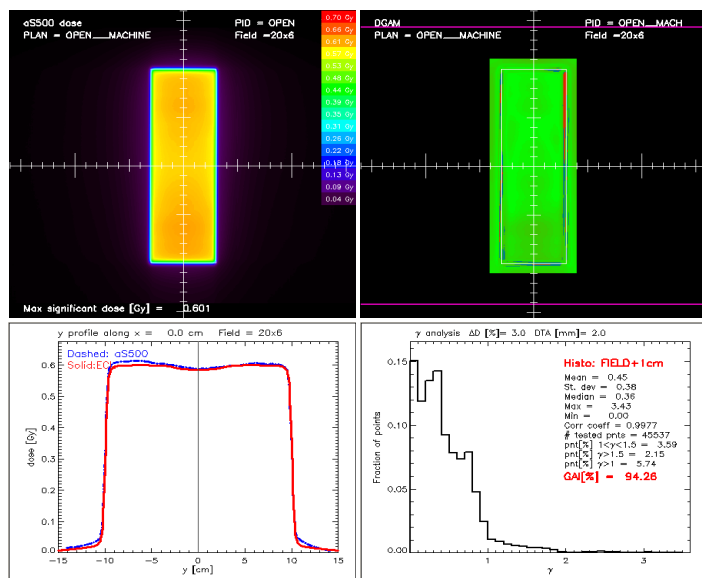 aS500 dose
PID = OPEN
PLAN = OPEN__MACHINE
Field =20x6
0.70 Gy
0.66 Gy
0.61 Gy
0.53 Gy
0.48 Gy
0.44 Gy
0.39 Gy
0.35 Gy
0.31 Gy
0.26 Gy
0.22 Gy
0.18 Gy
0.13 Gy
0.09 Gy
0.04 Gy
Max significant dose [Gy] = 0.601
DGAM
PID = OPEN_MACH
PLAN = OPEN__MACHINE
Field =20x6
y profile along x = 0.0 cm Field = 20x6
Dashed: aS500
Solid:EC
dose [Gy]
0.6
0.5
0.4
0.3
0.2
0.1
0.0
-15 -10 -5 0 5 10 15
y [cm]
γ analysis ΔD [%]= 3.0 DTA [mm]= 2.0
Histo: FIELD+1cm
Mean = 0.45
St. dev = 0.38
Median = 0.36
Max = 3.43
Min = 0.00
Corr coeff = 0.9977
# tested pnts = 45537
pnt[%] 1<γ<1.5 = 3.59
pnt[%] γ>1.5 = 2.15
pnt[%] γ>1 = 5.74
GAI[%] = 94.26
Fraction of points
0.15
0.10
0.05
0.00
1 2 3
γ